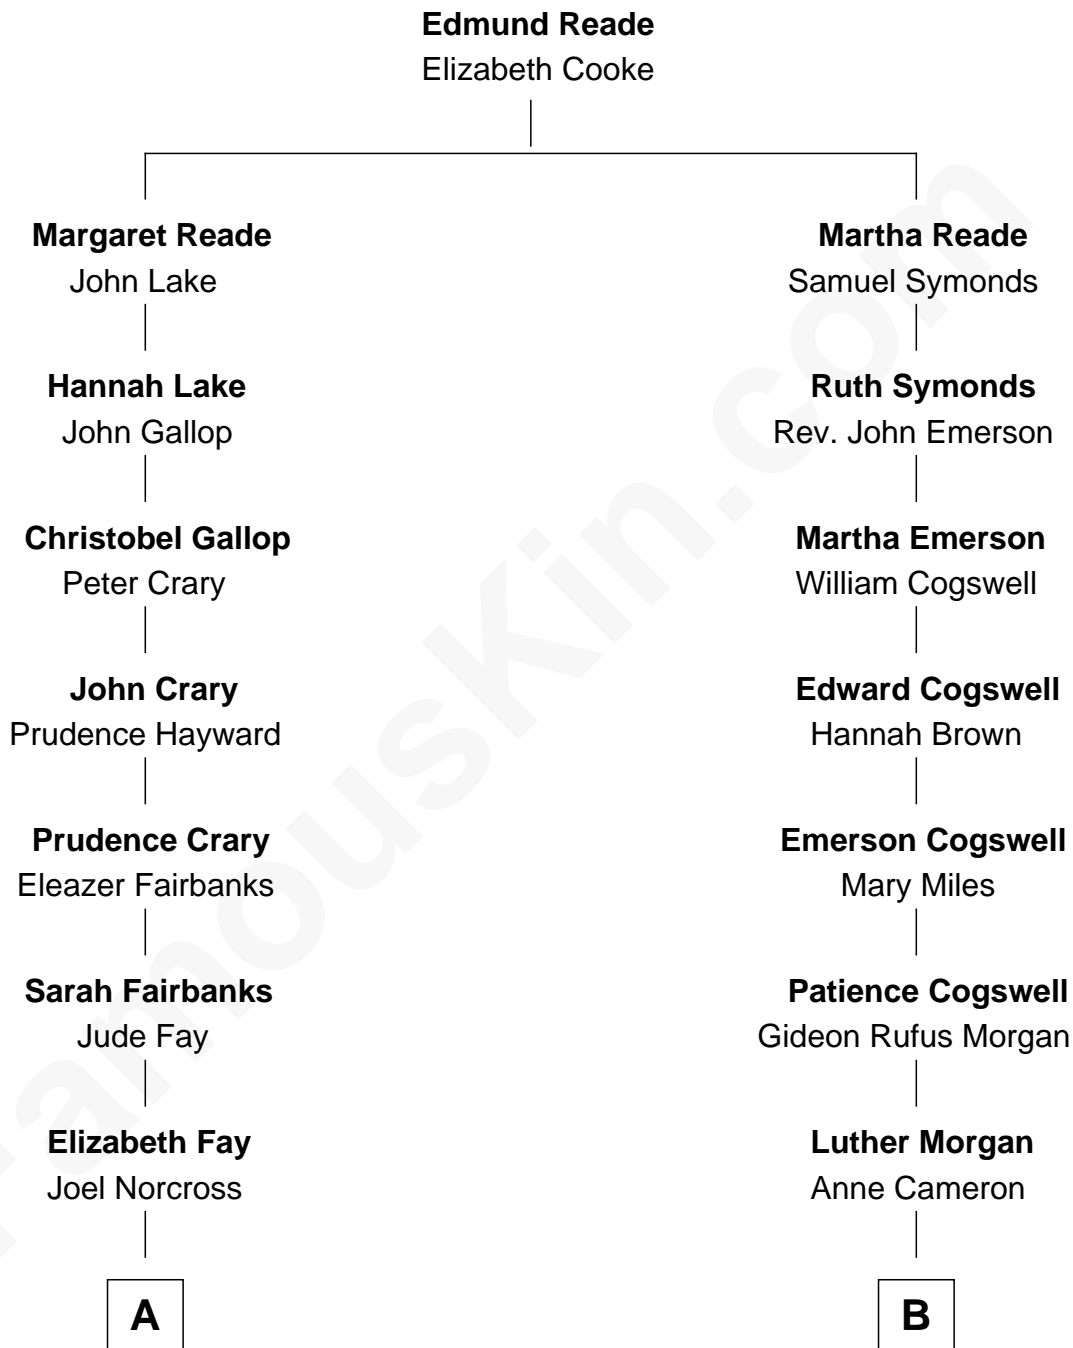 Edmund Reade
Elizabeth Cooke
Margaret Reade
John Lake
Martha Reade
Samuel Symonds
Hannah Lake
John Gallop
Ruth Symonds
Rev. John Emerson
Christobel Gallop
Peter Crary
Martha Emerson
William Cogswell
John Crary
Prudence Hayward
Edward Cogswell
Hannah Brown
Prudence Crary
Eleazer Fairbanks
Emerson Cogswell
Mary Miles
Sarah Fairbanks
Jude Fay
Patience Cogswell
Gideon Rufus Morgan
Elizabeth Fay
Joel Norcross
Luther Morgan
Anne Cameron
A
B
FamousKin.com